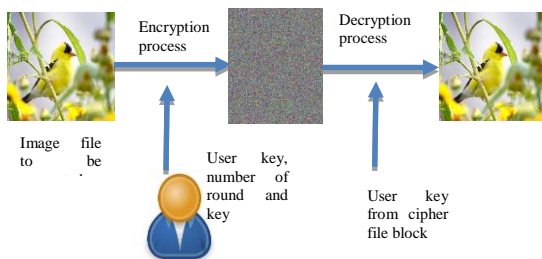 Encryption
process
Decryption
process
Image file
to be
User key,
number of
round and
key
User key
from cipher
file block